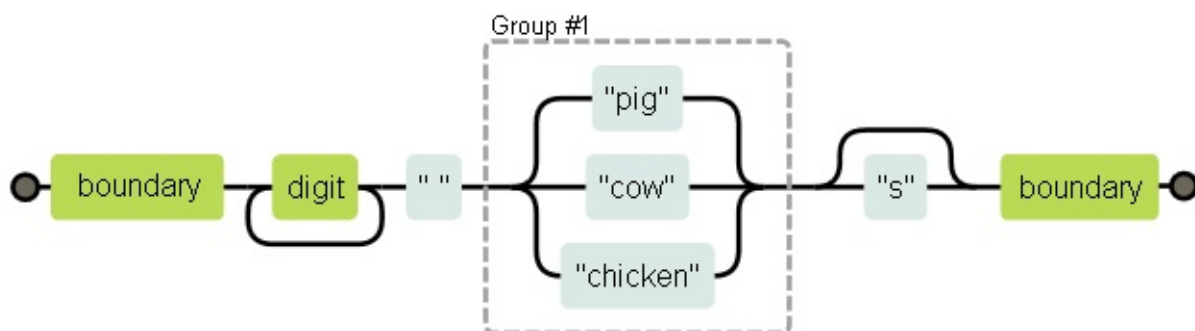 Group #1
"pig"
boundary digit " " "cow" "s" boundary
"chicken"